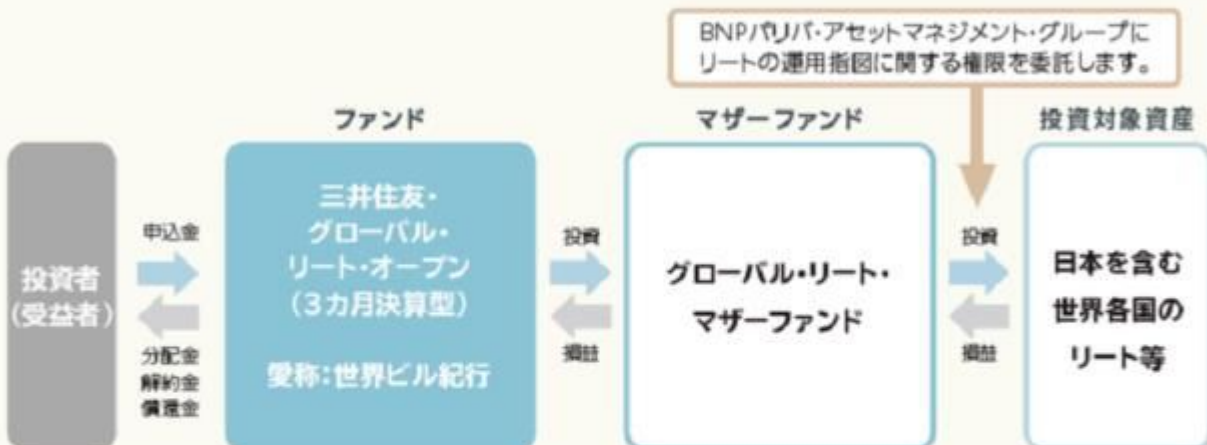 BNPパリバ・アセットマネジメント・グループに
リートの運用指図に関する権限を委託します。
ファンド
マザーファンド
投資対象資産
投資者
(受益者)
申込金
分配金
解約金
償還金
三井住友・
グローバル・
リート・オープン
(3カ月決算型)
愛称:世界ビル紀行
投資
損益
グローバル・リート・
マザーファンド
投資
損益
日本を含む
世界各国の
リート等